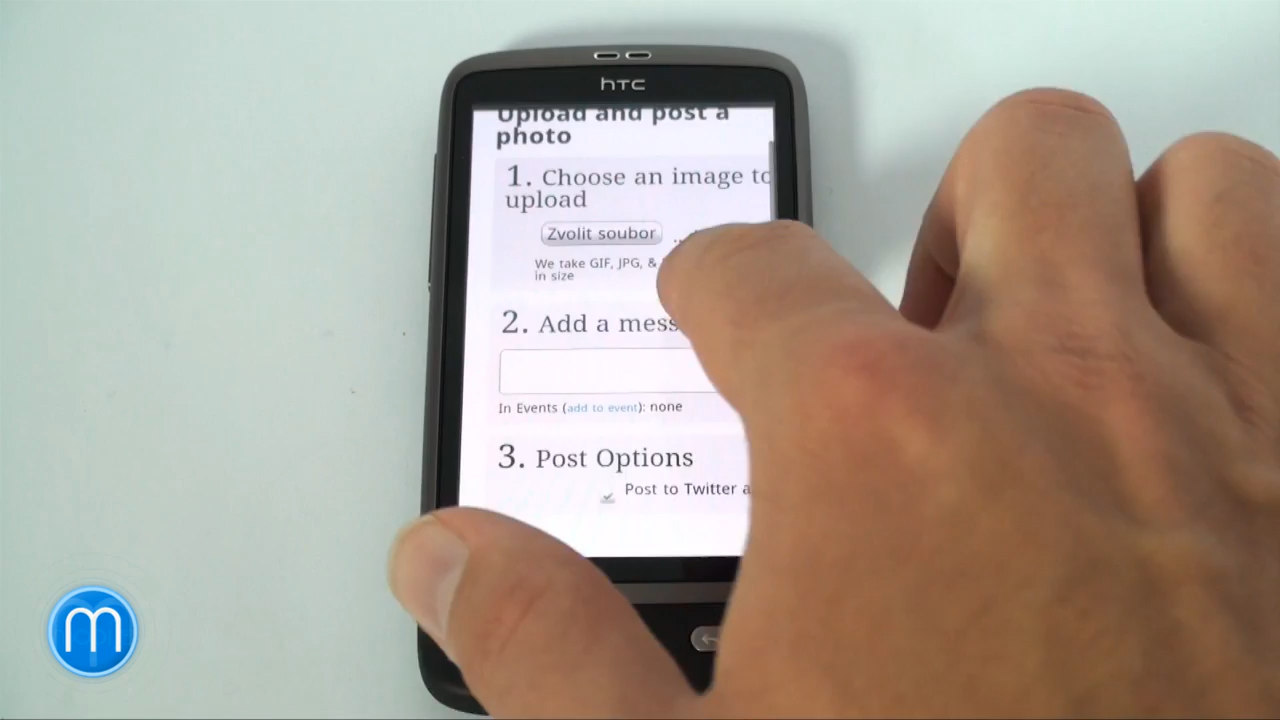 hTC
Upload and post a
photo
1. Choose an image to
upload
Zvolit soubor
We take GIF, JPG, &
in size
2. Add a mess
In Events (add to event): none
3. Post Options
Post to Twitter a
m